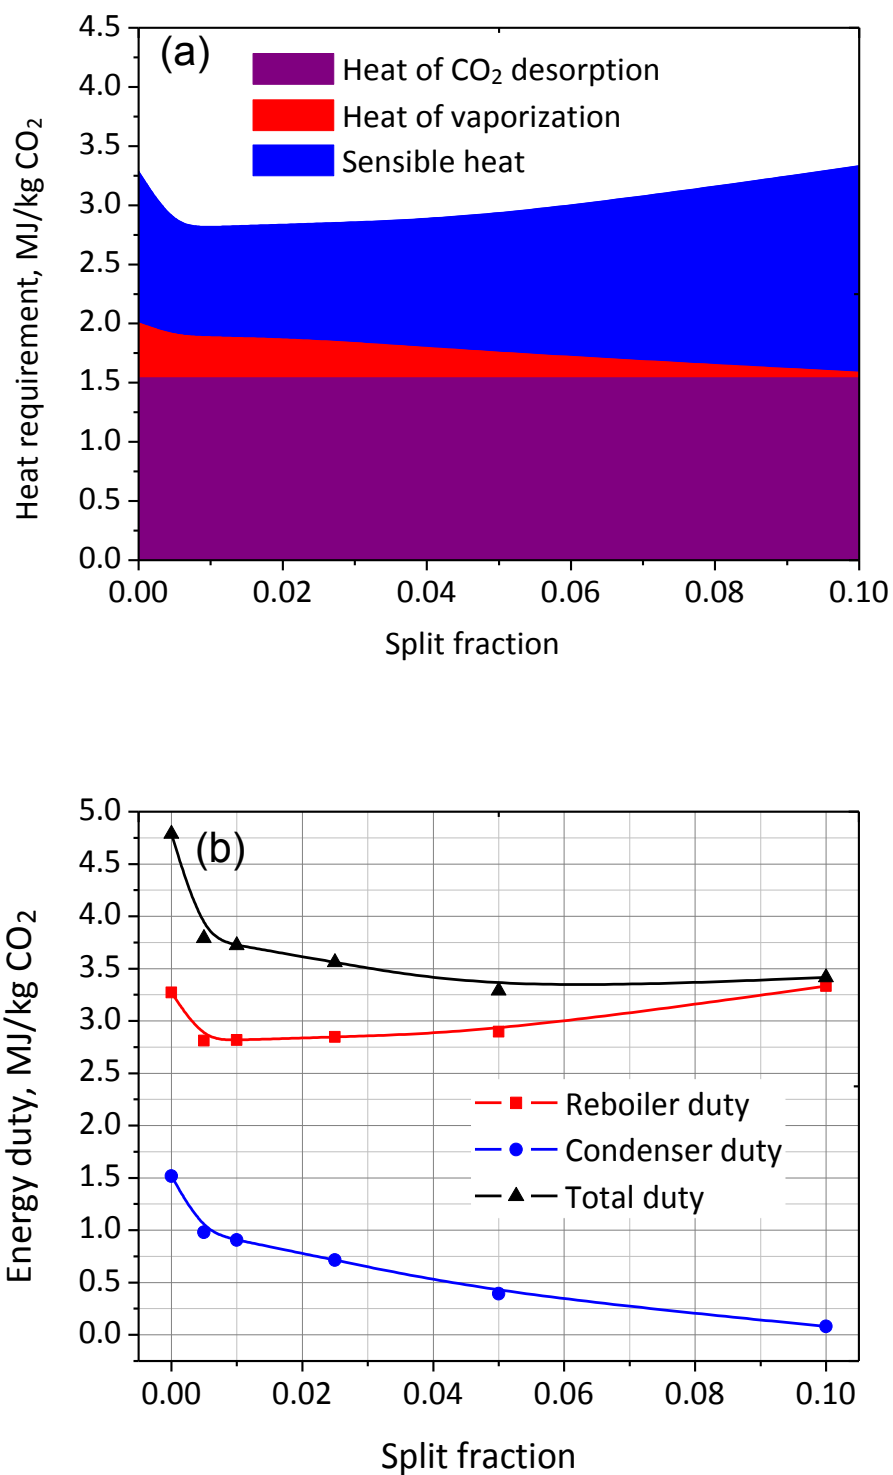 (a)
Heat of CO₂ desorption
Heat of vaporization
Sensible heat
Heat requirement, MJ/kg CO₂
4.5
4.0
3.5
3.0
2.5
2.0
1.5
1.0
0.5
0.0
0.00 0.02 0.04 0.06 0.08 0.10
Split fraction
(b)
Energy duty, MJ/kg CO₂
5.0
4.5
4.0
3.5
3.0
2.5
2.0
1.5
1.0
0.5
0.0
Reboiler duty
Condenser duty
Total duty
0.00 0.02 0.04 0.06 0.08 0.10
Split fraction